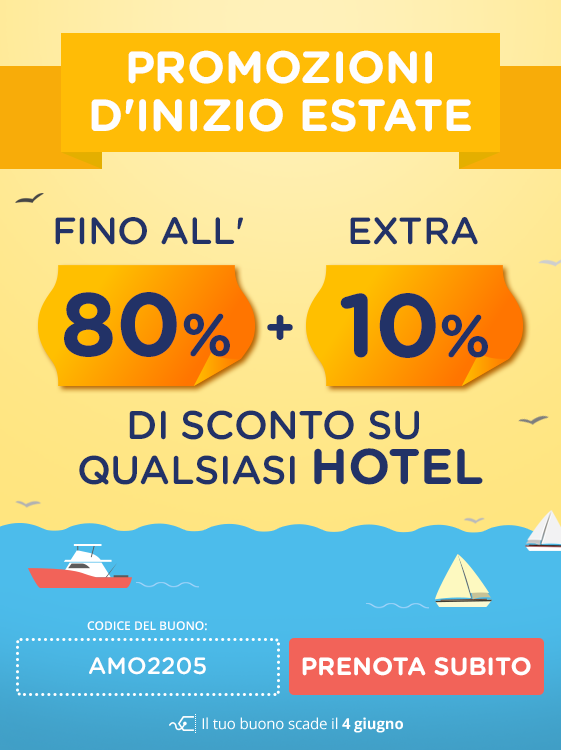 PROMOZIONI
D'INIZIO ESTATE
FINO ALL' EXTRA
80% + 10%
DI SCONTO SU
QUALSIASI HOTEL
CODICE DEL BUONO:
AMO2205 PRENOTA SUBITO
Il tuo buono scade il 4 giugno